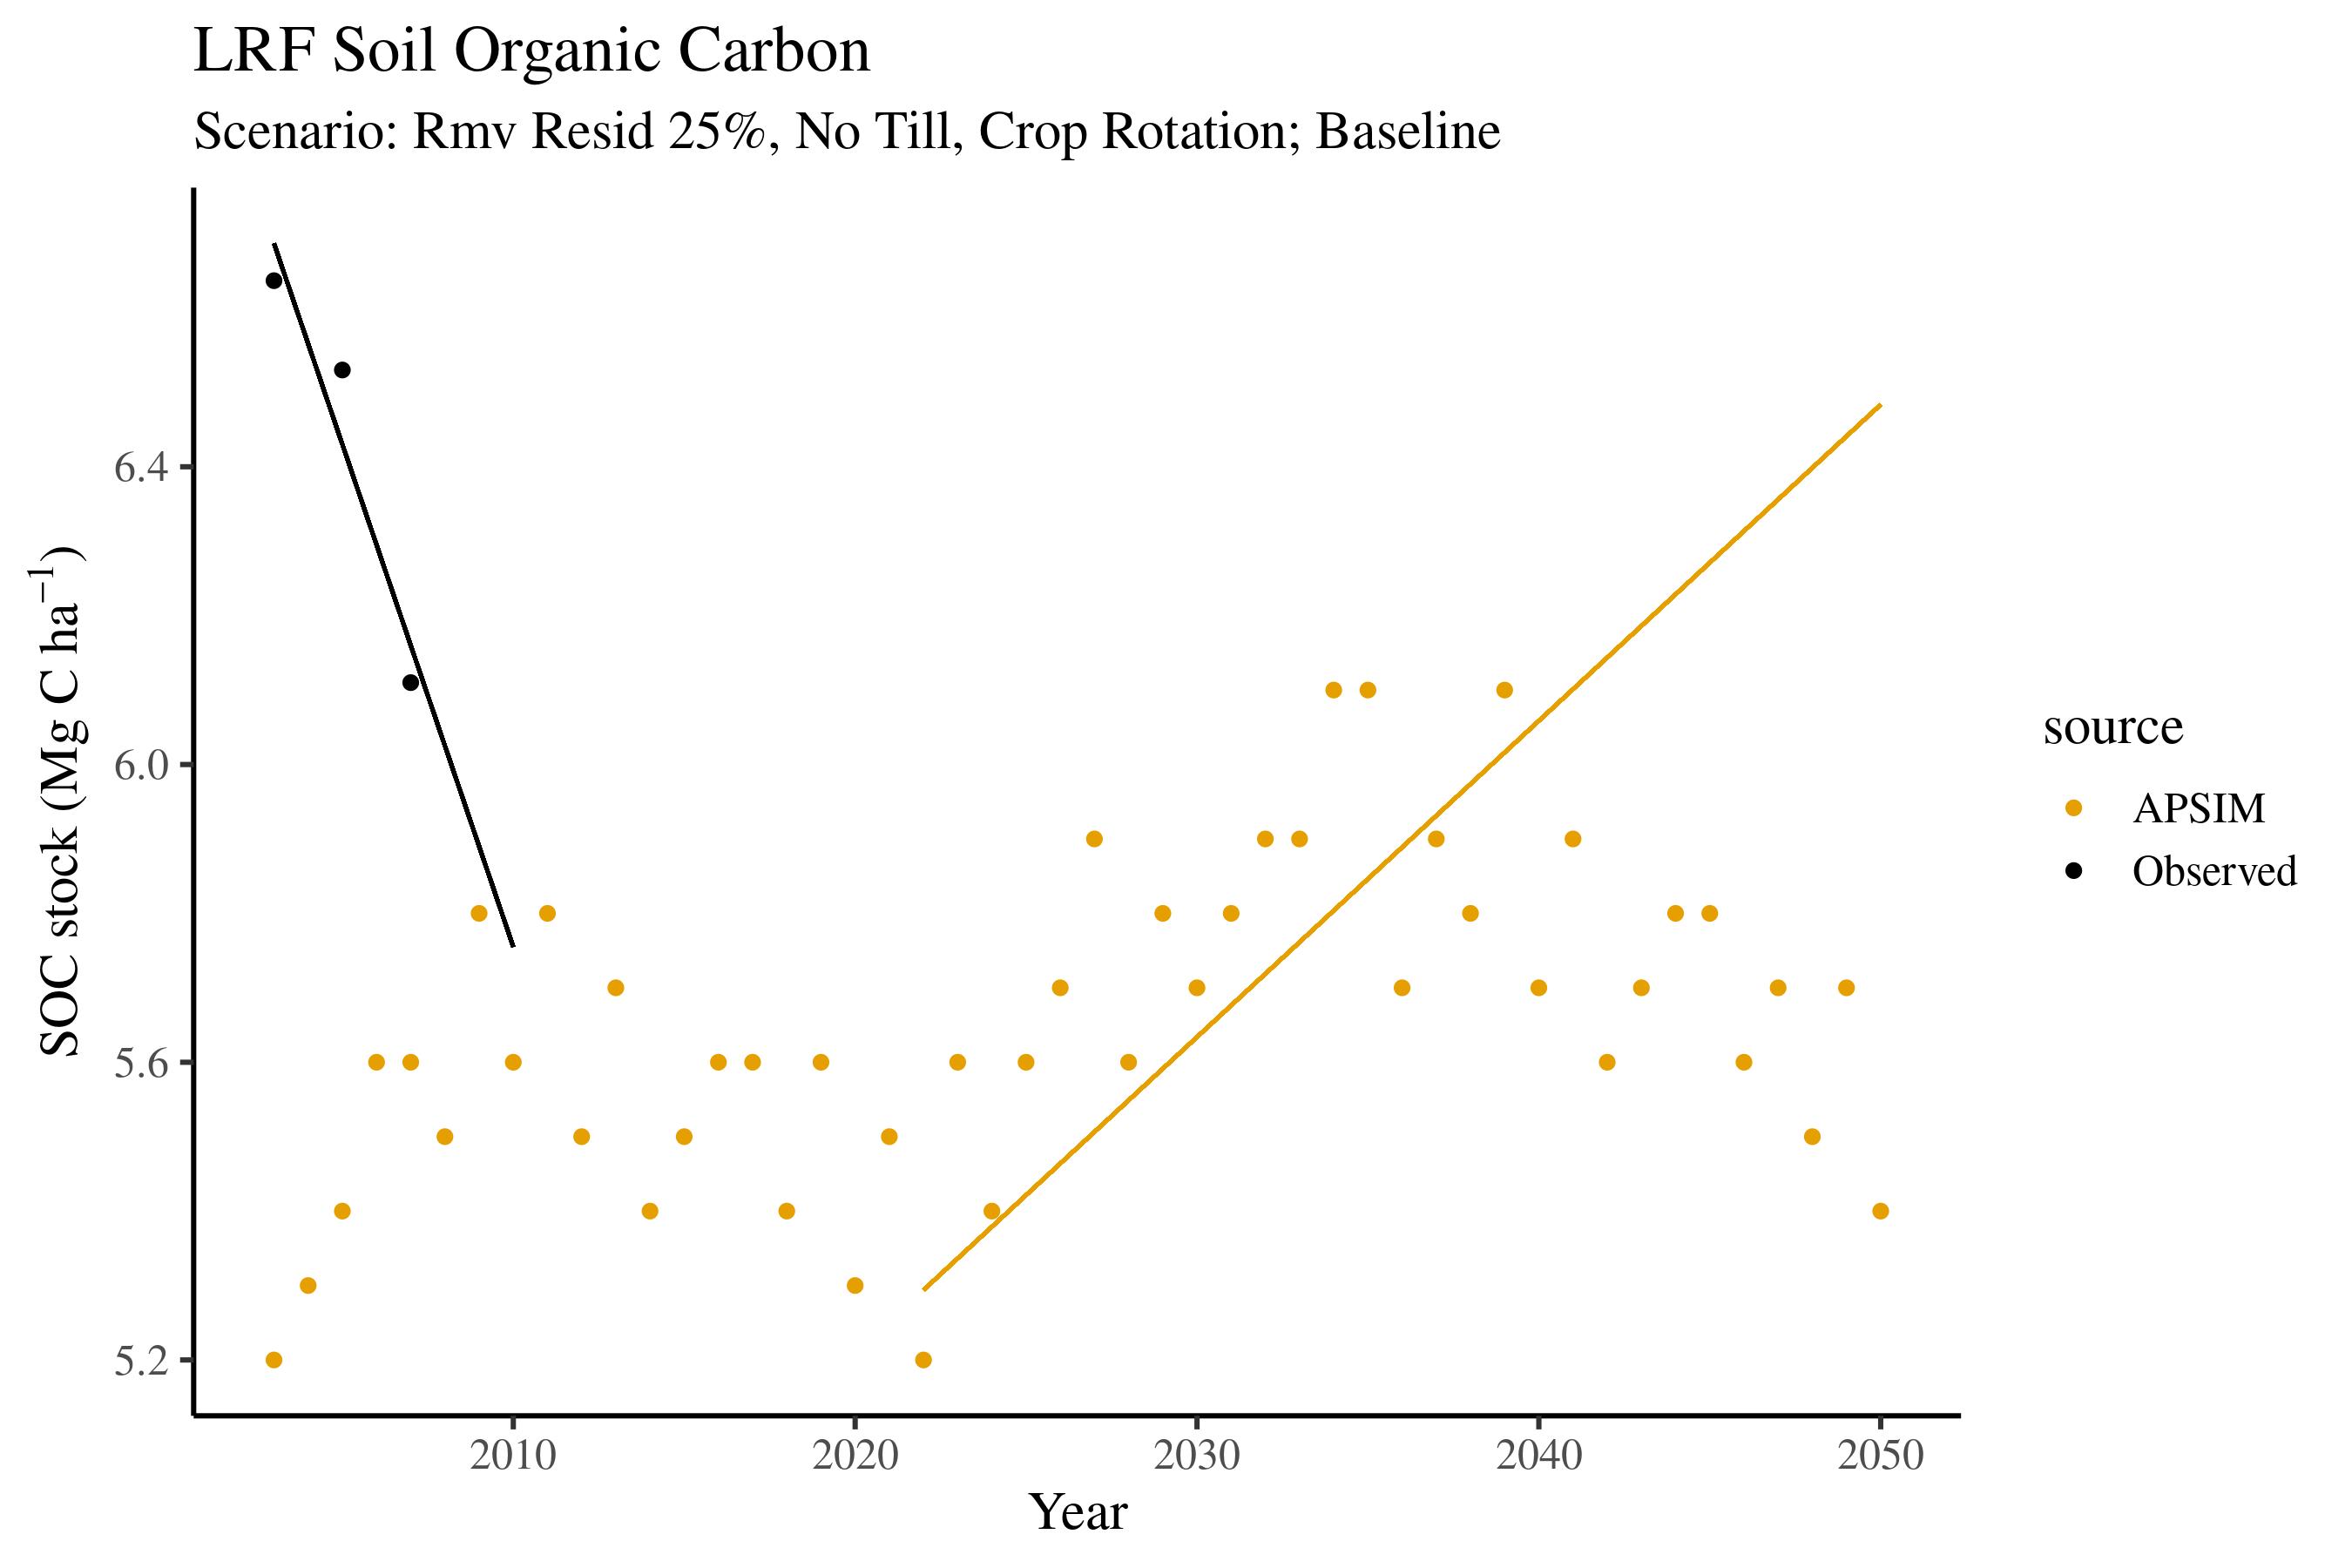 LRF Soil Organic Carbon
Scenario: Rmv Resid 25%, No Till, Crop Rotation; Baseline
SOC stock (Mg C ha⁻¹)
6.4
6.0
5.6
5.2
2010 2020 2030 2040 2050
Year
source
APSIM
Observed